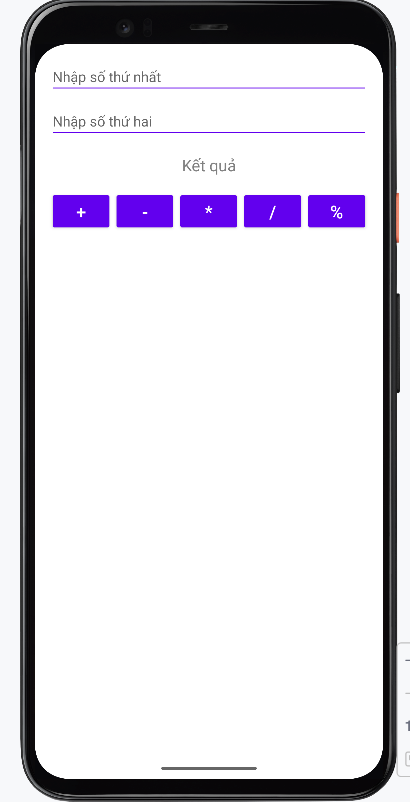 Nhập số thứ nhất
Nhập số thứ hai
Kết quả
+ - * / %